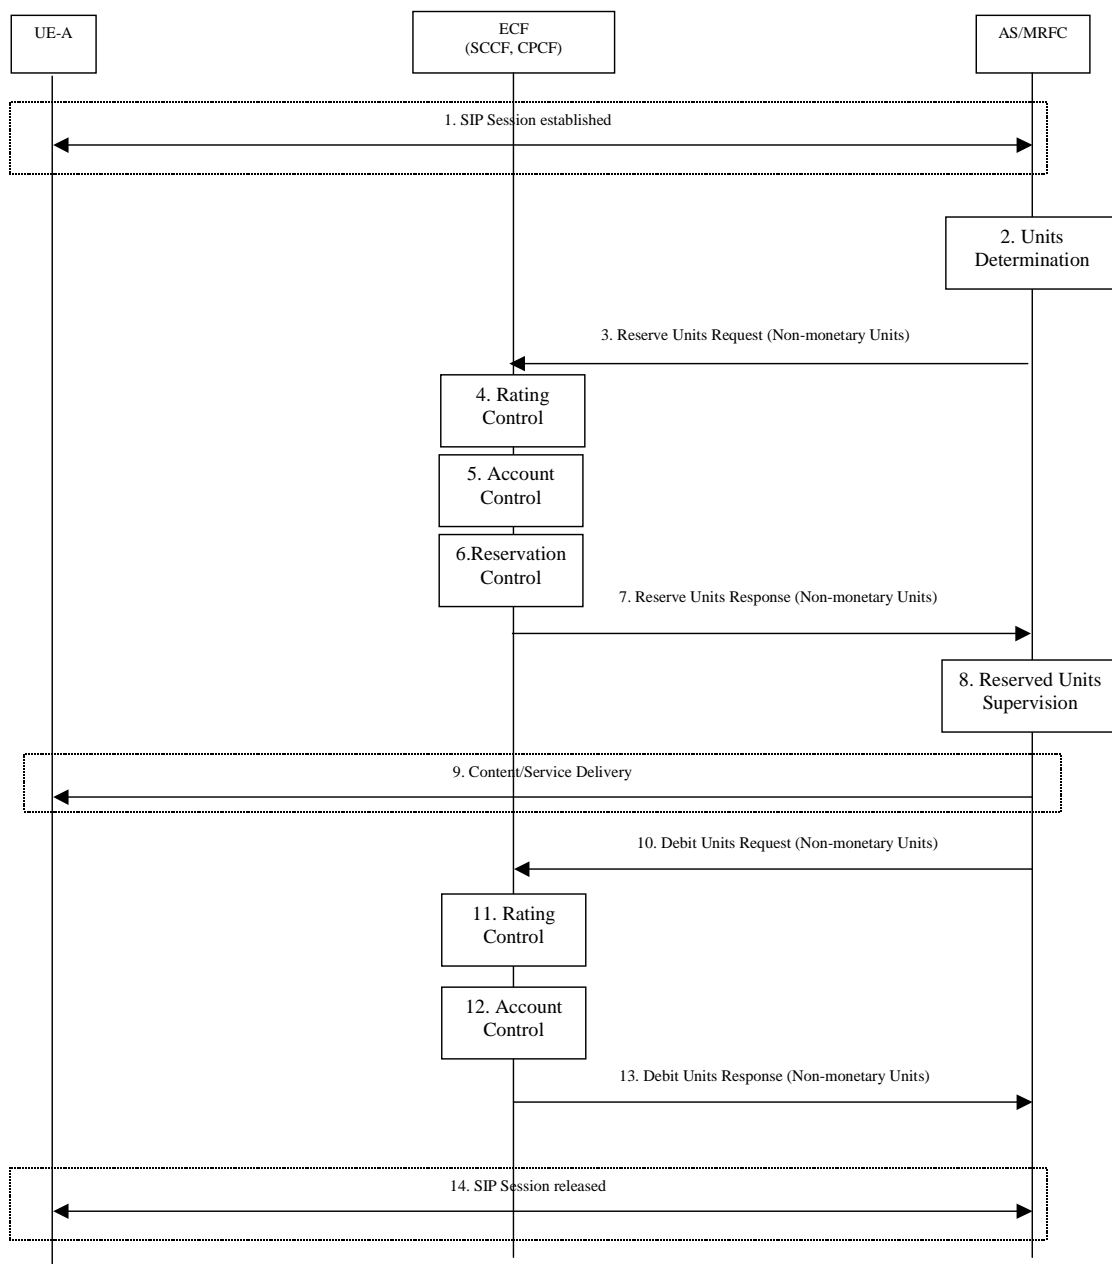 UE-A
ECF
(SCCF, CPCF)
AS/MRFC
1. SIP Session established
2. Units
Determination
3. Reserve Units Request (Non-monetary Units)
4. Rating
Control
5. Account
Control
6.Reservation
Control
7. Reserve Units Response (Non-monetary Units)
8. Reserved Units
Supervision
9. Content/Service Delivery
10. Debit Units Request (Non-monetary Units)
11. Rating
Control
12. Account
Control
13. Debit Units Response (Non-monetary Units)
14. SIP Session released